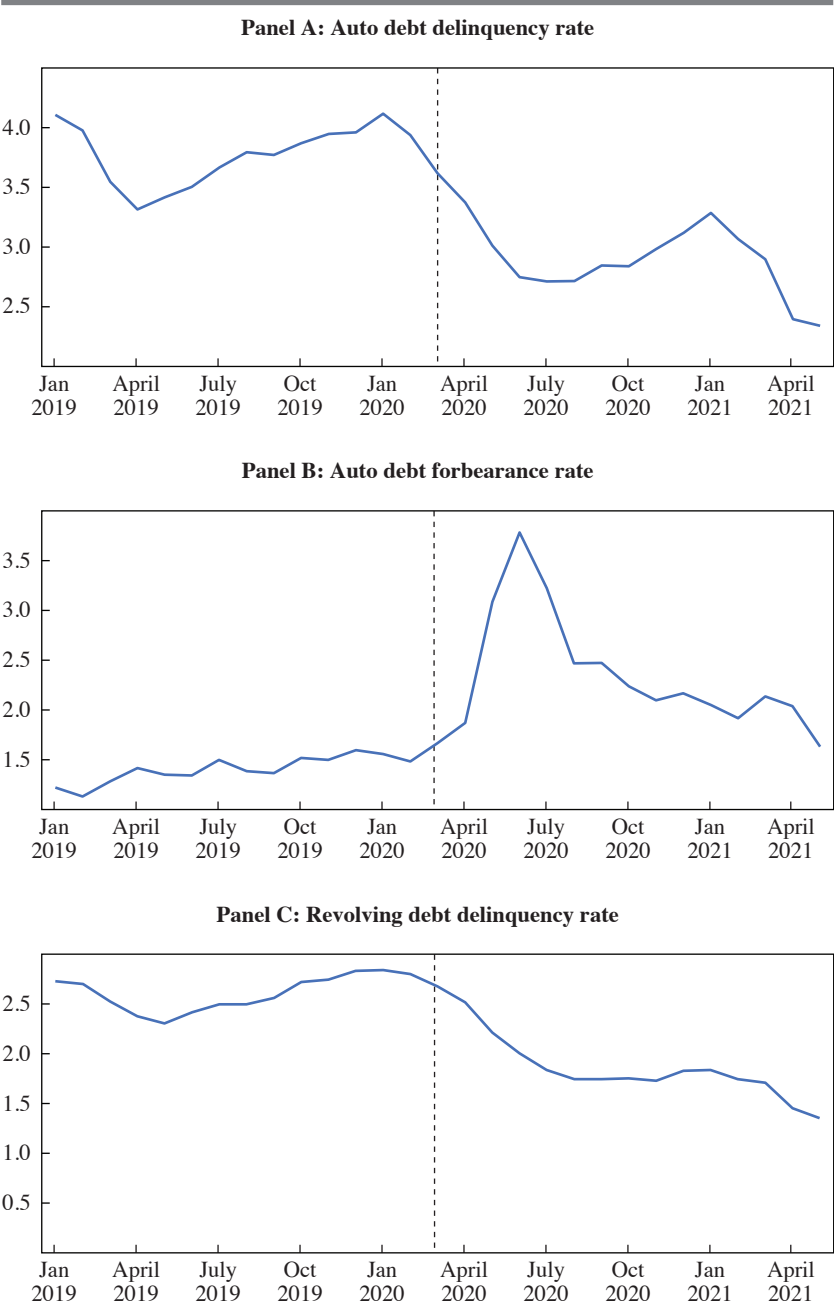 Panel A: Auto debt delinquency rate
4.0
3.5
3.0
2.5
Jan April July Oct Jan April July Oct Jan April
2019 2019 2019 2019 2020 2020 2020 2020 2021 2021
Panel B: Auto debt forbearance rate
3.5
3.0
2.5
2.0
1.5
Jan April July Oct Jan April July Oct Jan April
2019 2019 2019 2019 2020 2020 2020 2020 2021 2021
Panel C: Revolving debt delinquency rate
2.5
2.0
1.5
1.0
0.5
Jan April July Oct Jan April July Oct Jan April
2019 2019 2019 2019 2020 2020 2020 2020 2021 2021